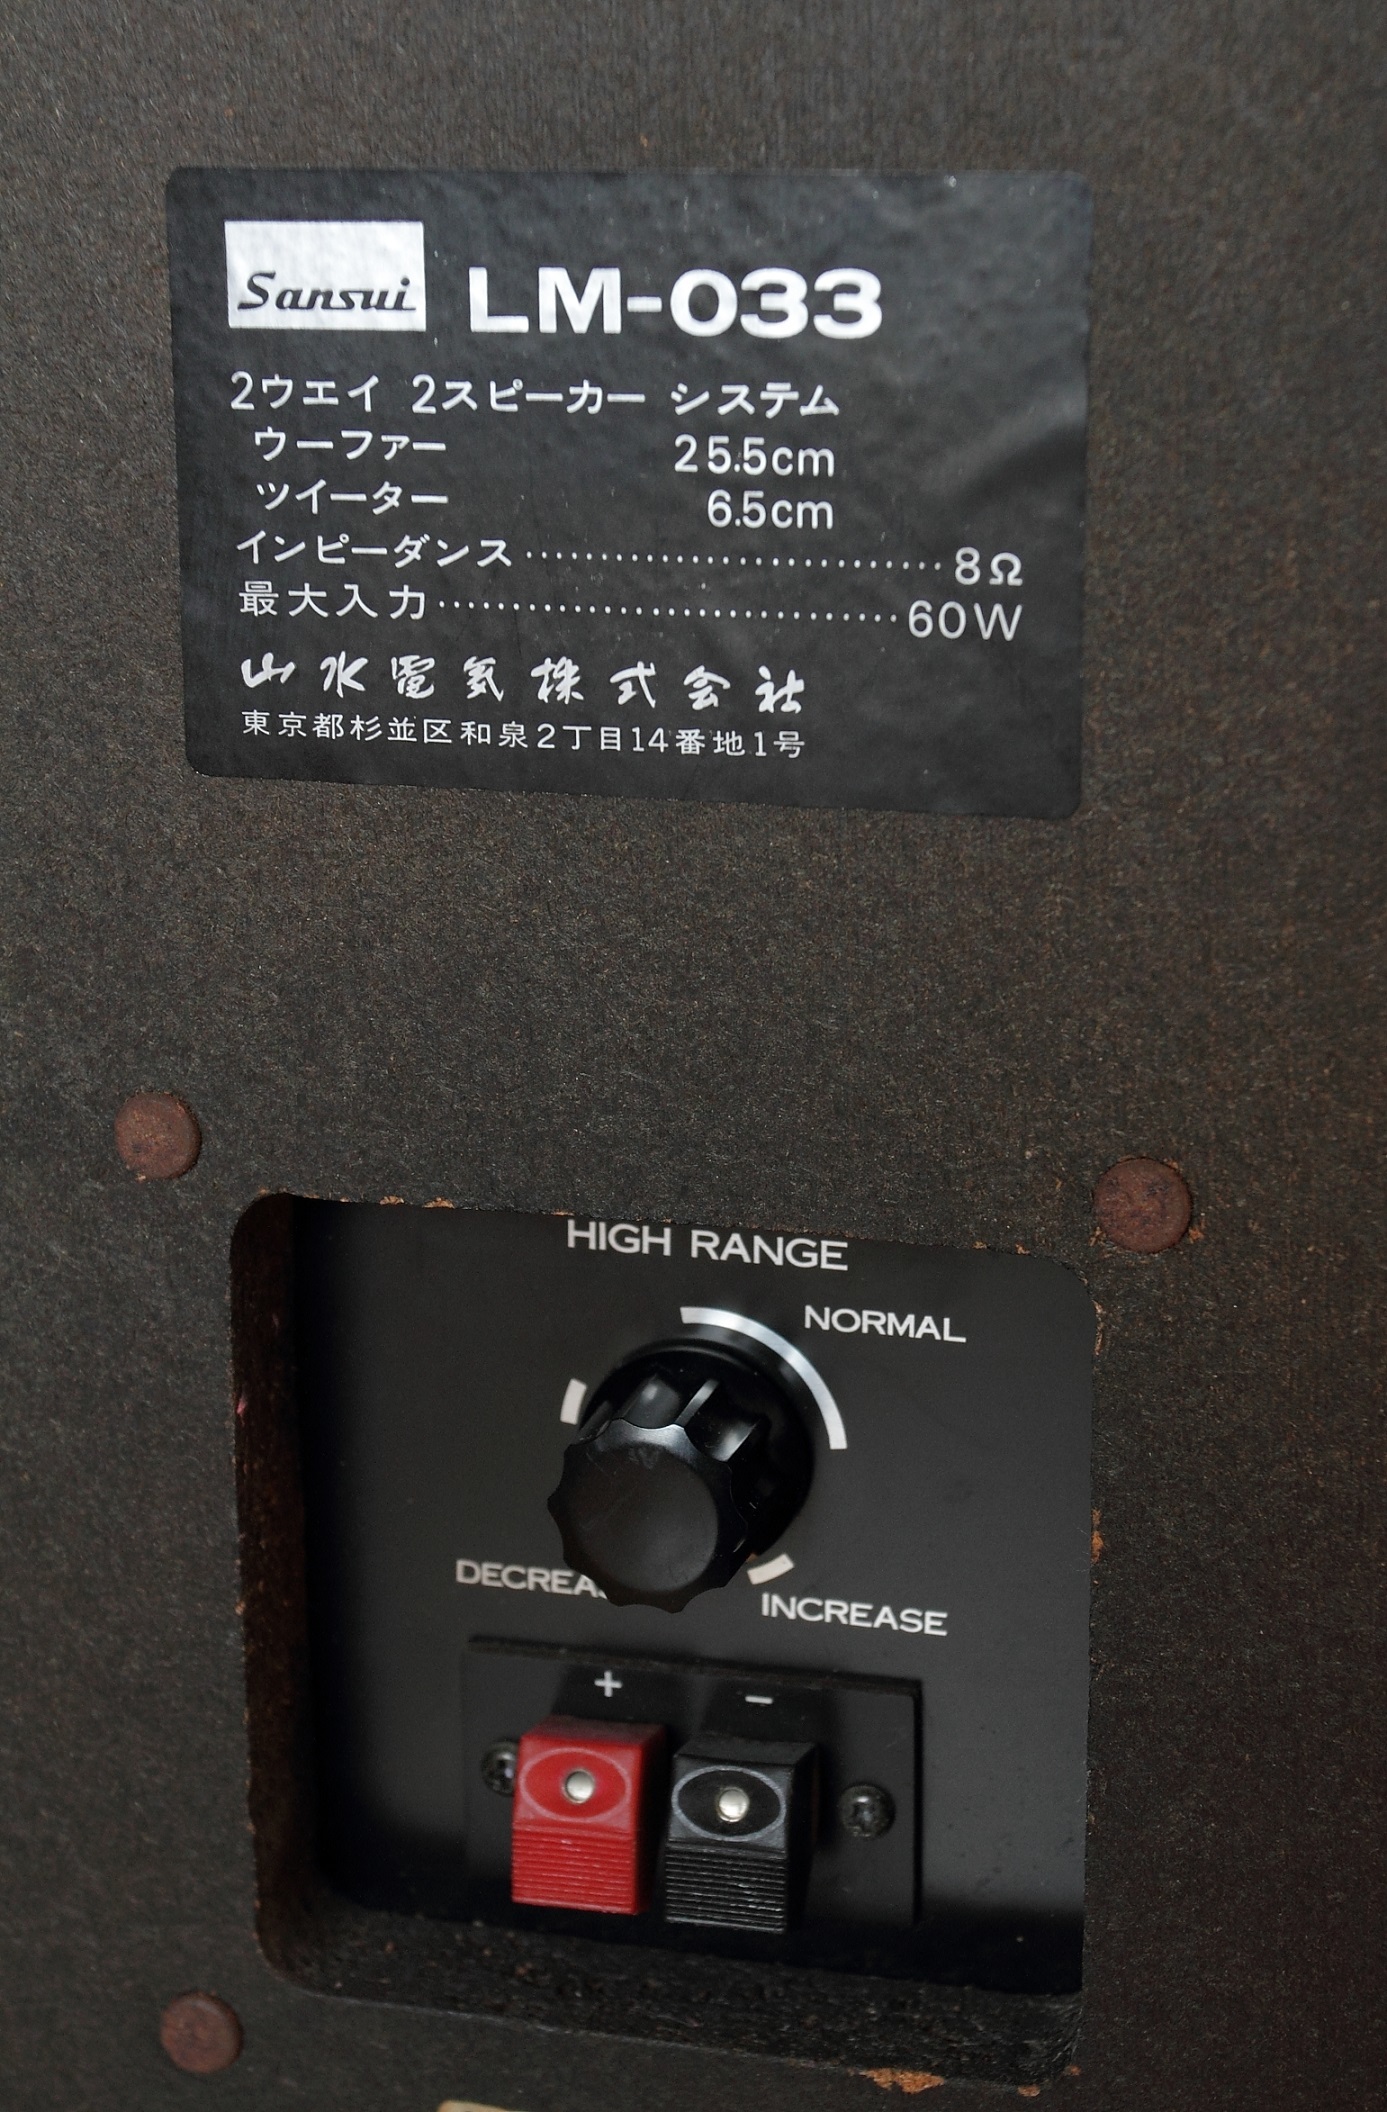 Sansui LM-033
2ウエイ 2スピーカー システム
ウーファー 25.5cm
ツイーター 6.5cm
インピーダンス 8Ω
最大入力 60W
山水電気株式会社
東京都杉並区和泉2丁目14番地1号
HIGH RANGE
NORMAL
INCREASE
+ −